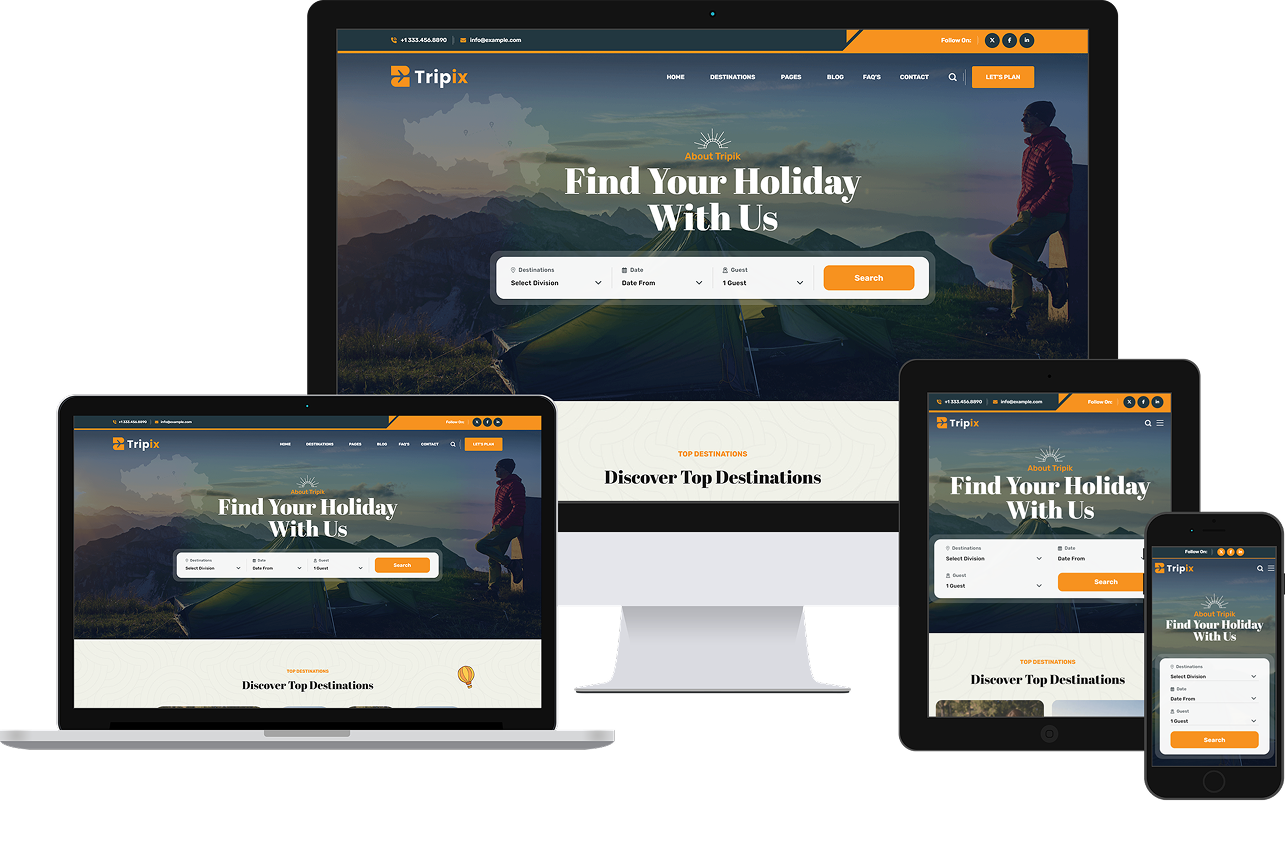 +1 333.456.8890
info@example.com
Follow On:
Tripix
HOME
DESTINATIONS
PAGES
BLOG
FAQ'S
CONTACT
LET'S PLAN
About Tripik
Find Your Holiday
With Us
Destinations
Date
Guest
Select Division
Date From
1 Guest
Search
TOP DESTINATIONS
Discover Top Destinations
+1 333.456.8890
info@example.com
Follow On:
Tripix
HOME
DESTINATIONS
PAGES
BLOG
FAQ'S
CONTACT
LET'S PLAN
About Tripik
Find Your Holiday
With Us
Destinations
Date
Guest
Select Division
Date From
1 Guest
Search
TOP DESTINATIONS
Discover Top Destinations
+1 333.456.8890
info@example.com
Follow On:
Tripix
About Tripik
Find Your Holiday
With Us
Destinations
Date
Select Division
Date From
Guest
1 Guest
Search
TOP DESTINATIONS
Discover Top Destinations
Follow On:
Tripix
About Tripik
Find Your Holiday
With Us
Destinations
Select Division
Date
Date From
Guest
1 Guest
Search